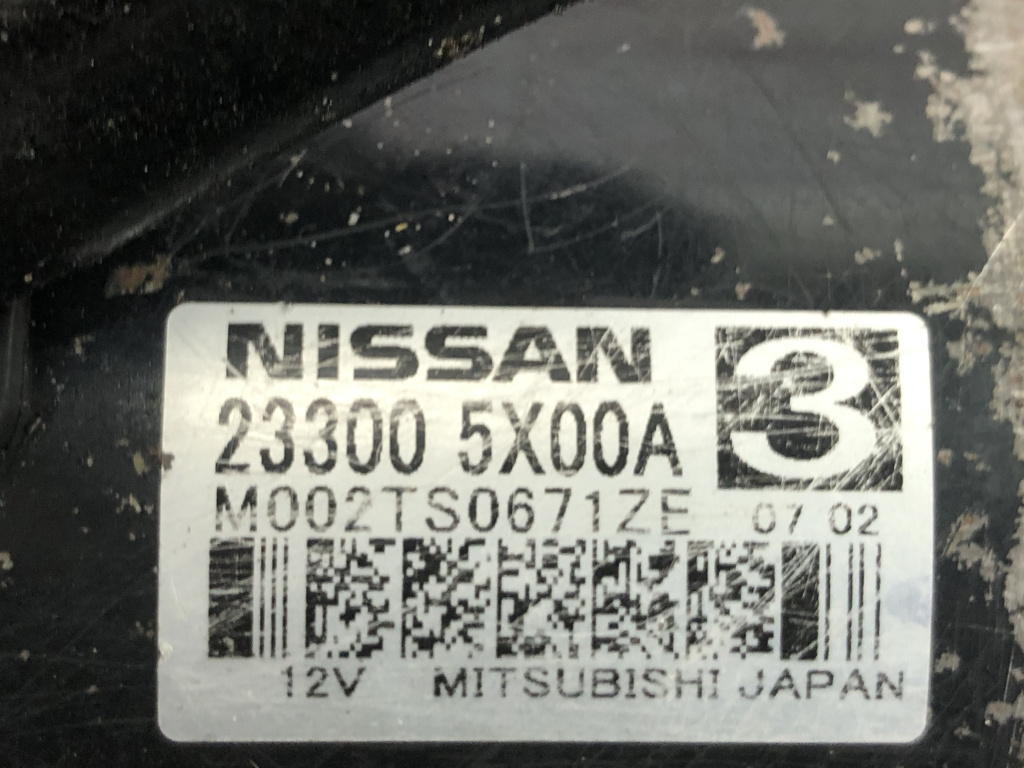 NISSAN
3
23300 5X00A
M002TS0671ZE 07 02
12V MITSUBISHI JAPAN